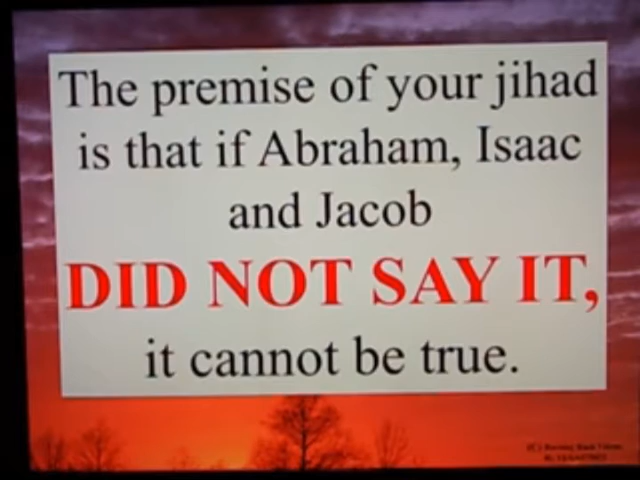 The premise of your jihad
is that if Abraham, Isaac
and Jacob
DID NOT SAY IT,
it cannot be true.